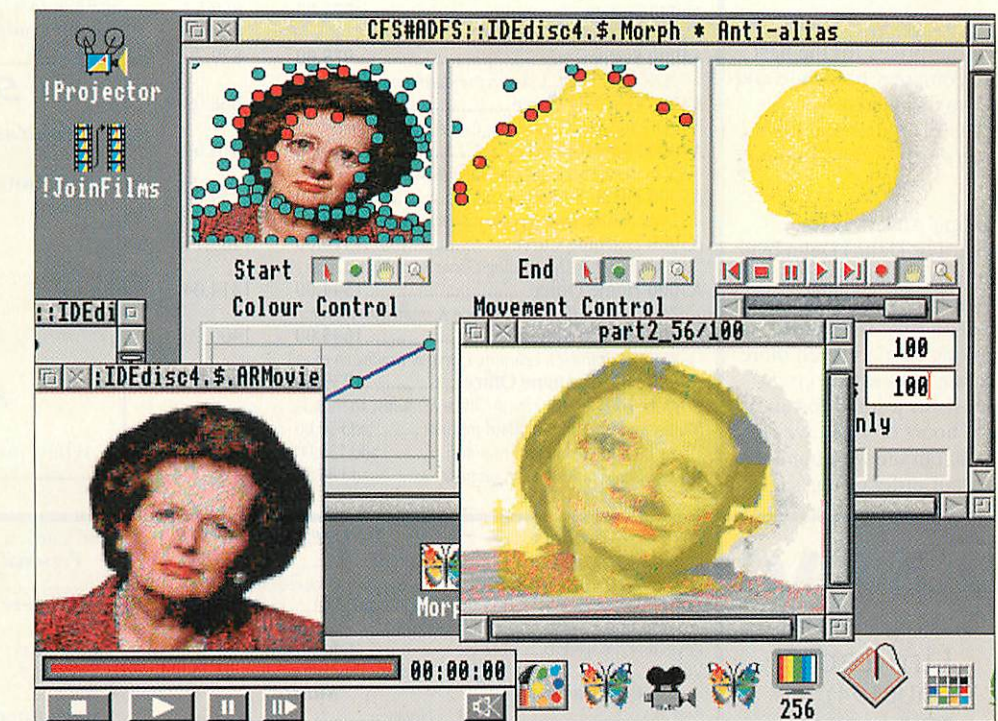 CFS#ADFS::IDEdisc4.$.Morph * Anti-alias
!Projector
!JoinFilms
Start
End
Colour Control
Movement Control
::IDEdi
part2_56/100
100
100
nly
:IDEdisc4.$.ARMovie
Morp
00:00:00
256